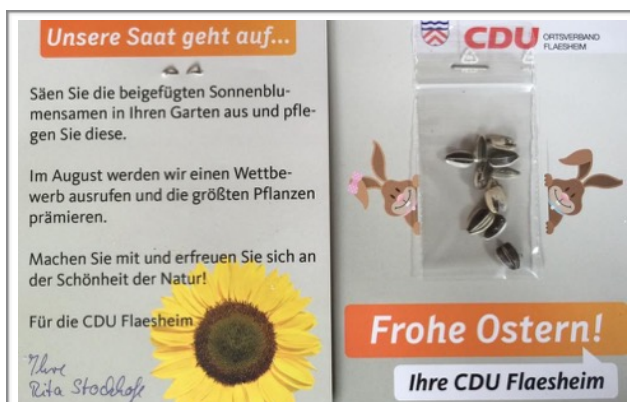 Unsere Saat geht auf...
Säen Sie die beigefügten Sonnenblu-
mensamen in Ihren Garten aus und pfle-
gen Sie diese.
Im August werden wir einen Wettbe-
werb ausrufen und die größten Pflanzen
prämieren.
Machen Sie mit und erfreuen Sie sich an
der Schönheit der Natur!
Für die CDU Flaesheim
Ihre
Rita Stockhofe
CDU
ORTSVERBAND
FLAESHEIM
Frohe Ostern!
Ihre CDU Flaesheim